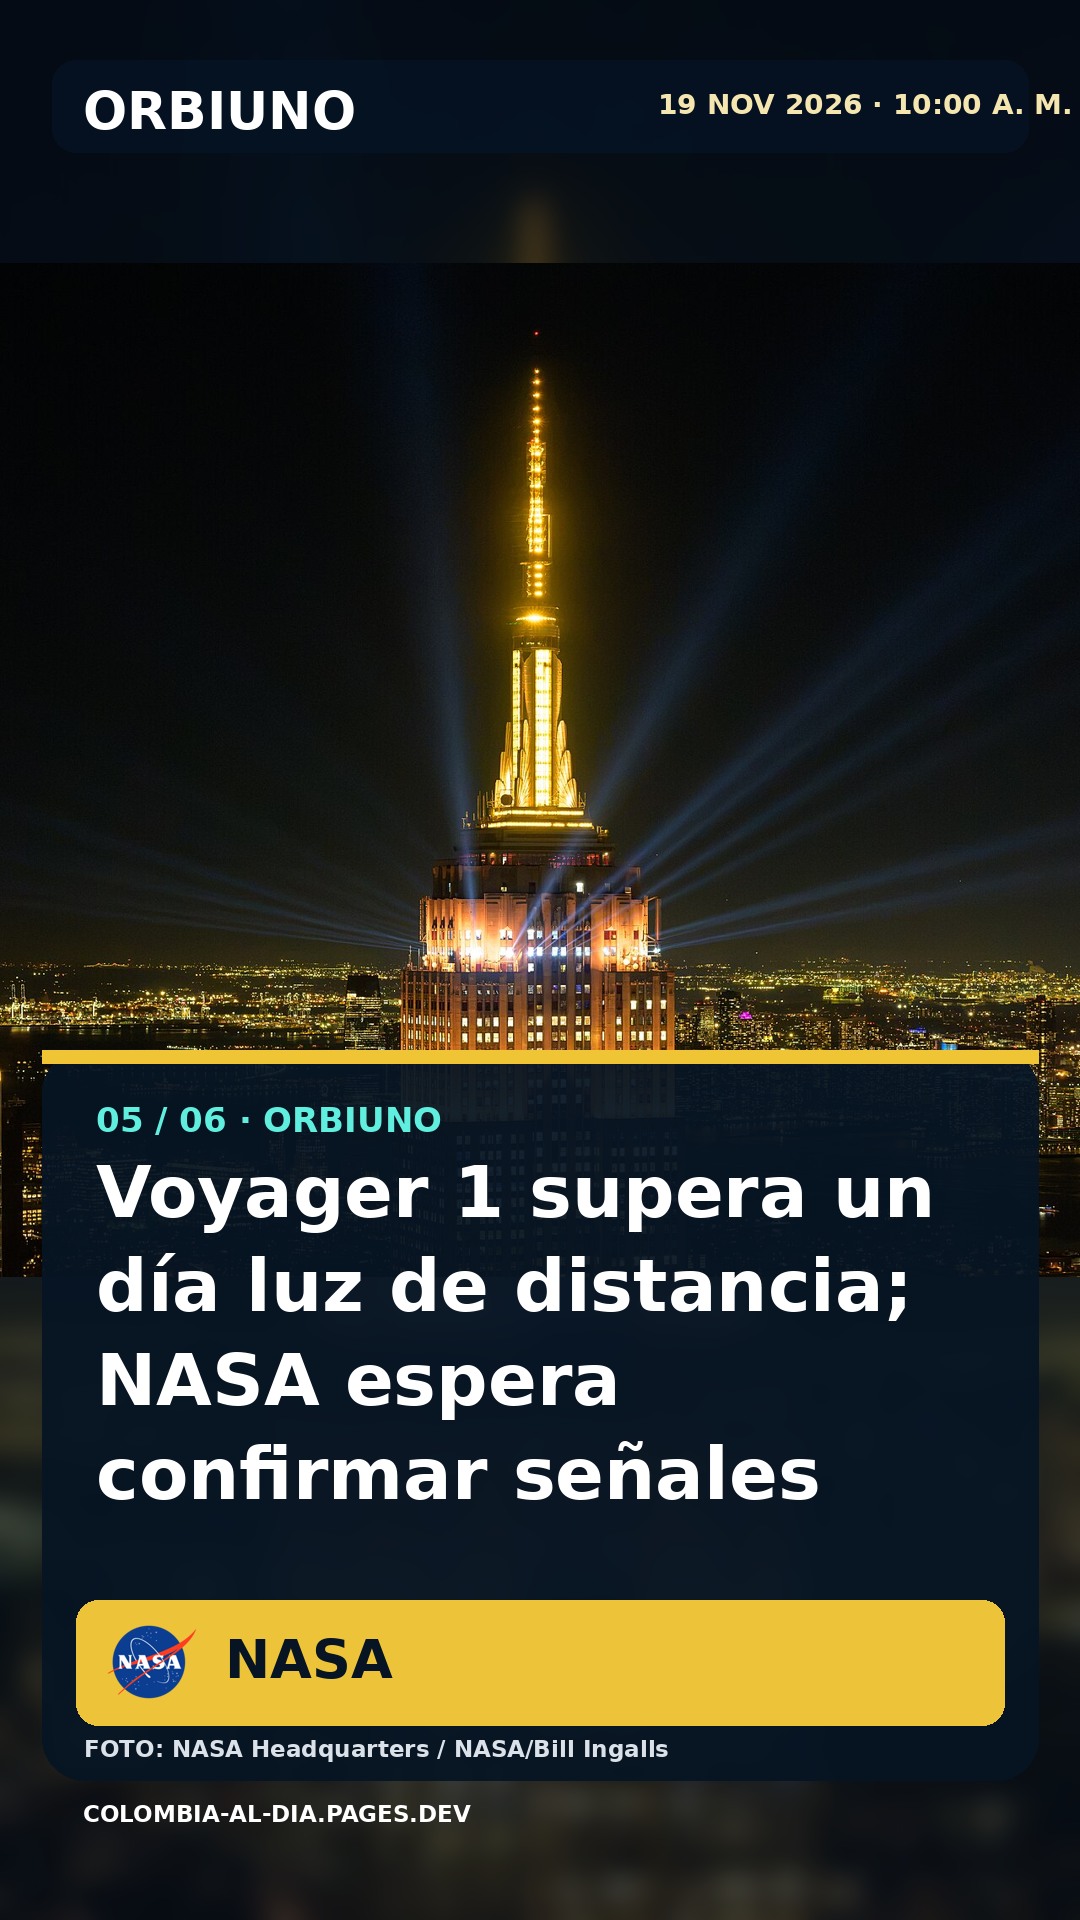 ORBIUNO
19 NOV 2026 · 10:00 A. M.
05 / 06 · ORBIUNO
Voyager 1 supera un
día luz de distancia;
NASA espera
confirmar señales
NASA
NASA
FOTO: NASA Headquarters / NASA/Bill Ingalls
COLOMBIA-AL-DIA.PAGES.DEV